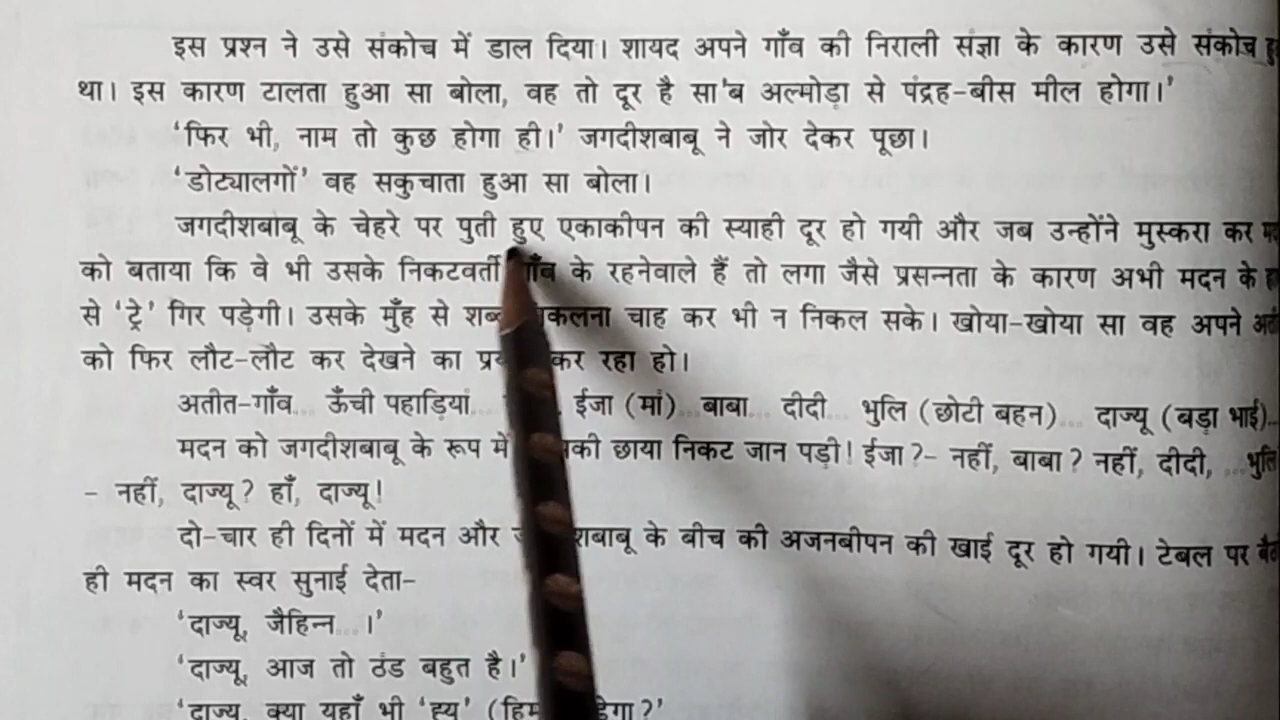 इस प्रश्न ने उसे संकोच में डाल दिया। शायद अपने गाँव की निराली संज्ञा के कारण उसे संकोच
था। इस कारण टालता हुआ सा बोला, वह तो दूर है सा'ब अल्मोड़ा से पंद्रह-बीस मील होगा।'
'फिर भी, नाम तो कुछ होगा ही।' जगदीशबाबू ने जोर देकर पूछा।
'डोट्यालगों' वह सकुचाता हुआ सा बोला।
जगदीशबाबू के चेहरे पर पुती हुए एकाकीपन की स्याही दूर हो गयी और जब उन्होंने मुस्करा कर
को बताया कि वे भी उसके निकटवर्ती गाँव के रहनेवाले हैं तो लगा जैसे प्रसन्नता के कारण अभी मदन के
से 'ट्रे' गिर पड़ेगी। उसके मुँह से शब्द निकलना चाह कर भी न निकल सके। खोया-खोया सा वह अपने
को फिर लौट-लौट कर देखने का कर रहा हो।
अतीत-गाँव... ऊँची पहाड़ियां... ईजा (मां)... बाबा... दीदी... भुलि (छोटी बहन)... दाज्यू (बड़ा भाई)...
मदन को जगदीशबाबू के रूप में छाया निकट जान पड़ी! ईजा?- नहीं, बाबा? नहीं, दीदी, ...भुलि
- नहीं, दाज्यू? हाँ, दाज्यू!
दो-चार ही दिनों में मदन और जगदीशबाबू के बीच की अजनबीपन की खाई दूर हो गयी। टेबल पर
ही मदन का स्वर सुनाई देता-
'दाज्यू, जैहिन्न...।'
'दाज्यू, आज तो ठंड बहुत है।'
'दाज्यू, क्या यहाँ भी 'ह्यू'